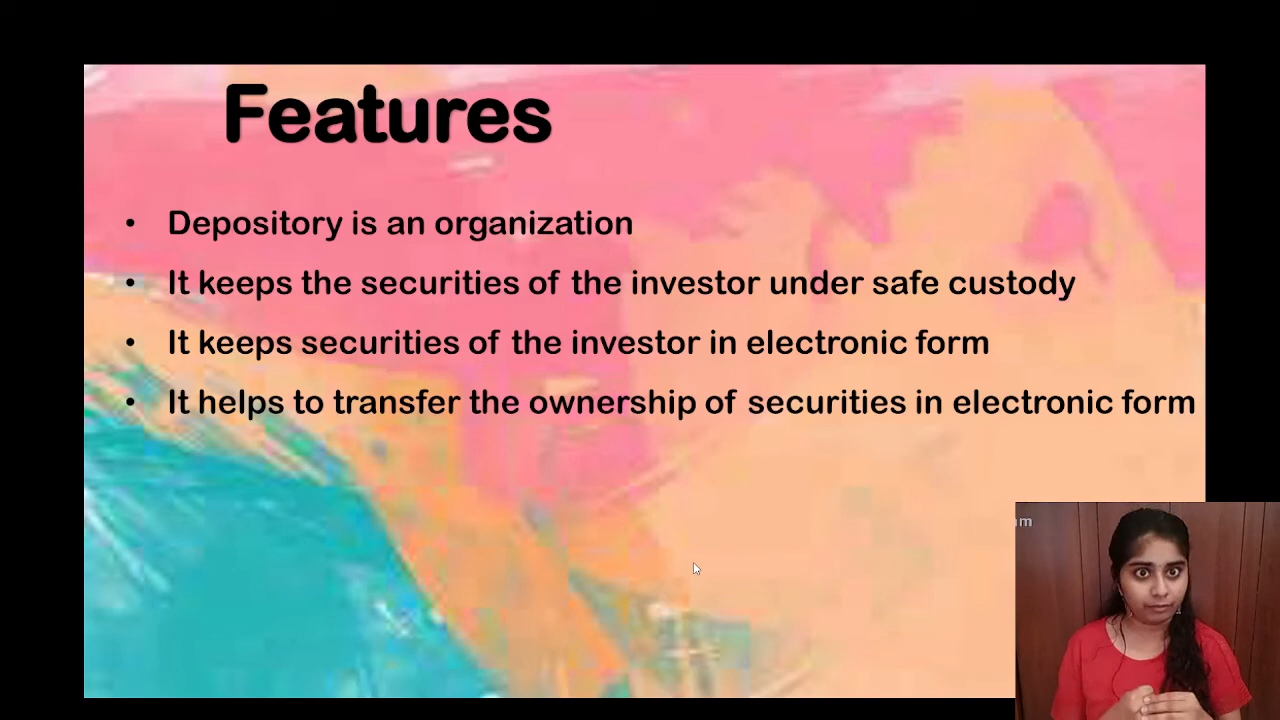 Features
• Depository is an organization
• It keeps the securities of the investor under safe custody
• It keeps securities of the investor in electronic form
• It helps to transfer the ownership of securities in electronic form